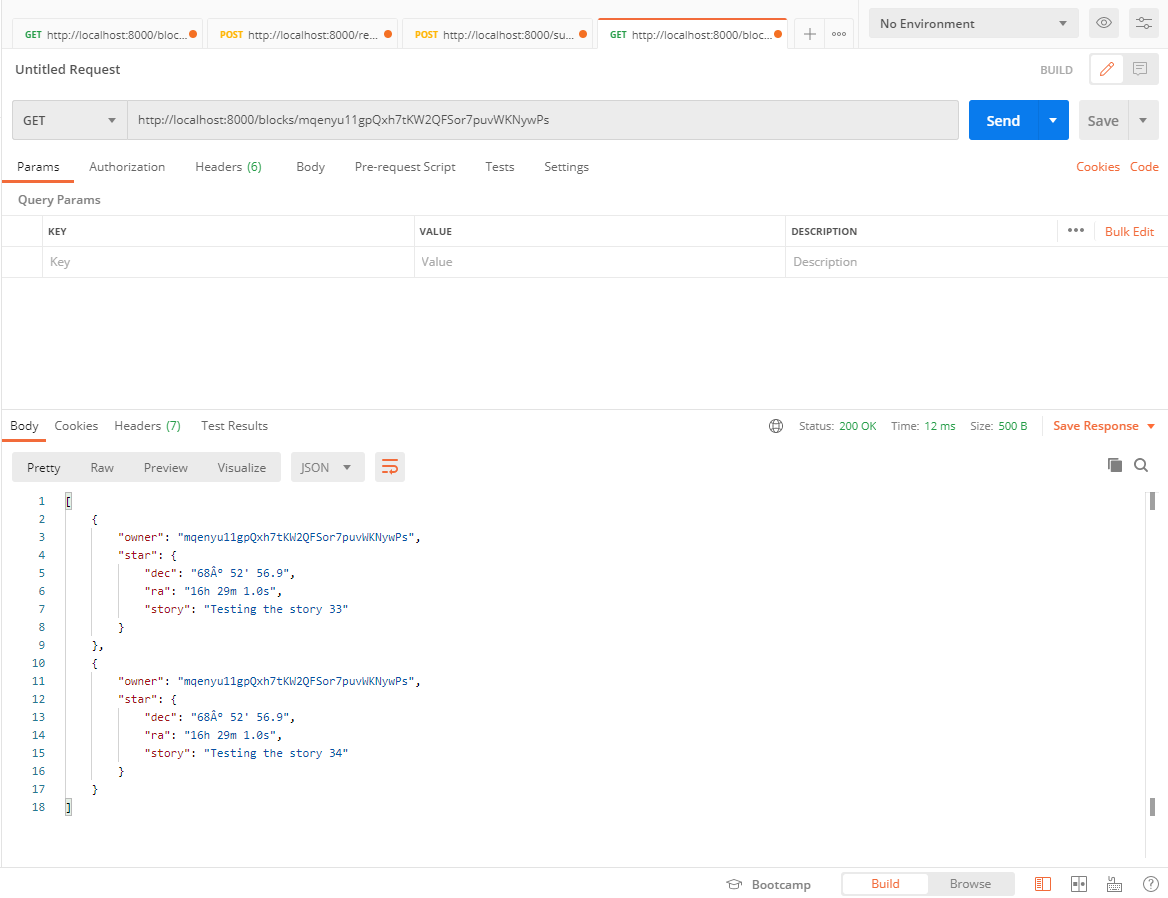 GET http://localhost:8000/bloc...
POST http://localhost:8000/re...
POST http://localhost:8000/su...
GET http://localhost:8000/bloc...
No Environment
Untitled Request
BUILD
GET
http://localhost:8000/blocks/mqenyu11gpQxh7tKW2QFSor7puvWKNywPs
Send
Save
Params Authorization Headers (6) Body Pre-request Script Tests Settings Cookies Code
Query Params
KEY VALUE DESCRIPTION Bulk Edit
Key Value Description
Body Cookies Headers (7) Test Results Status: 200 OK Time: 12 ms Size: 500 B Save Response
Pretty Raw Preview Visualize JSON
1 [
2 {
3 "owner": "mqenyu11gpQxh7tKW2QFSor7puvWKNywPs",
4 "star": {
5 "dec": "68Âº 52' 56.9",
6 "ra": "16h 29m 1.0s",
7 "story": "Testing the story 33"
8 }
9 },
10 {
11 "owner": "mqenyu11gpQxh7tKW2QFSor7puvWKNywPs",
12 "star": {
13 "dec": "68Âº 52' 56.9",
14 "ra": "16h 29m 1.0s",
15 "story": "Testing the story 34"
16 }
17 }
18 ]
Bootcamp Build Browse